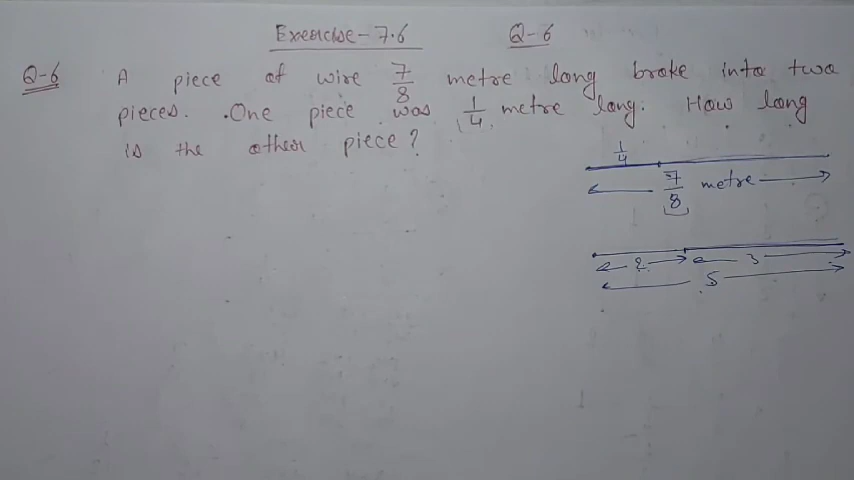 Exercise-7.6 Q-6
Q-6 A piece of wire 7/8 metre long broke into two
pieces. One piece was 1/4 metre long. How long
is the other piece?
1/4
7/8 metre
2 3
5